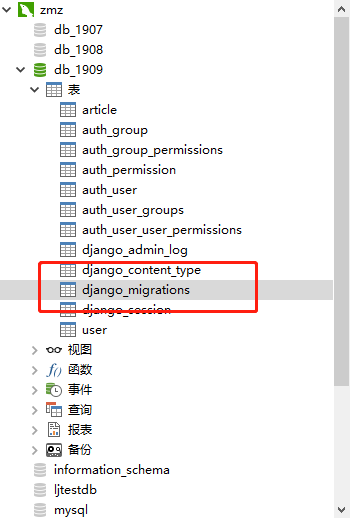 zmz
db_1907
db_1908
db_1909
表
article
auth_group
auth_group_permissions
auth_permission
auth_user
auth_user_groups
auth_user_user_permissions
django_admin_log
django_content_type
django_migrations
django_session
user
视图
f() 函数
事件
查询
报表
备份
information_schema
ljtestdb
mysql